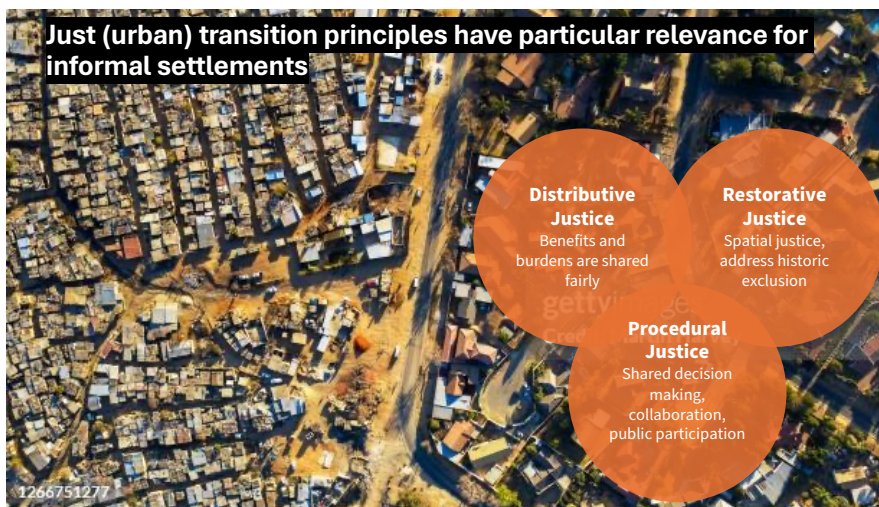 Just (urban) transition principles have particular relevance for
informal settlements
Distributive
Justice
Benefits and
burdens are shared
fairly
Restorative
Justice
Spatial justice,
address historic
exclusion
Procedural
Justice
Shared decision
making,
collaboration,
public participation
1266751277